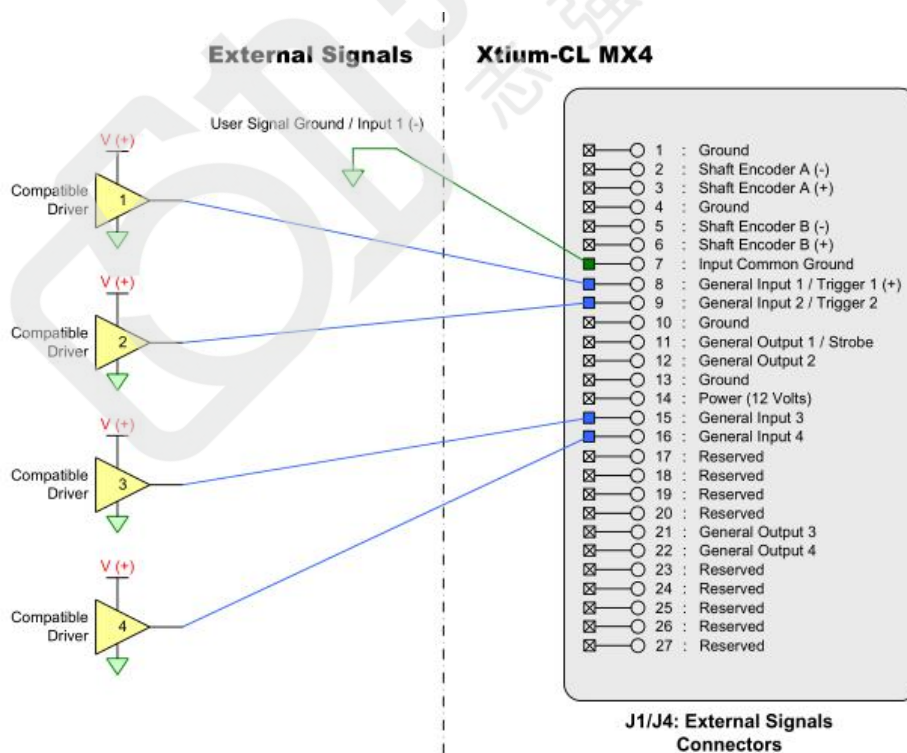 External Signals
Xtium-CL MX4
User Signal Ground / Input 1 (-)
V (+)
Compatible
Driver
1
V (+)
Compatible
Driver
2
V (+)
Compatible
Driver
3
V (+)
Compatible
Driver
4
1 : Ground
2 : Shaft Encoder A (-)
3 : Shaft Encoder A (+)
4 : Ground
5 : Shaft Encoder B (-)
6 : Shaft Encoder B (+)
7 : Input Common Ground
8 : General Input 1 / Trigger 1 (+)
9 : General Input 2 / Trigger 2
10 : Ground
11 : General Output 1 / Strobe
12 : General Output 2
13 : Ground
14 : Power (12 Volts)
15 : General Input 3
16 : General Input 4
17 : Reserved
18 : Reserved
19 : Reserved
20 : Reserved
21 : General Output 3
22 : General Output 4
23 : Reserved
24 : Reserved
25 : Reserved
26 : Reserved
27 : Reserved
J1/J4: External Signals
Connectors
志强